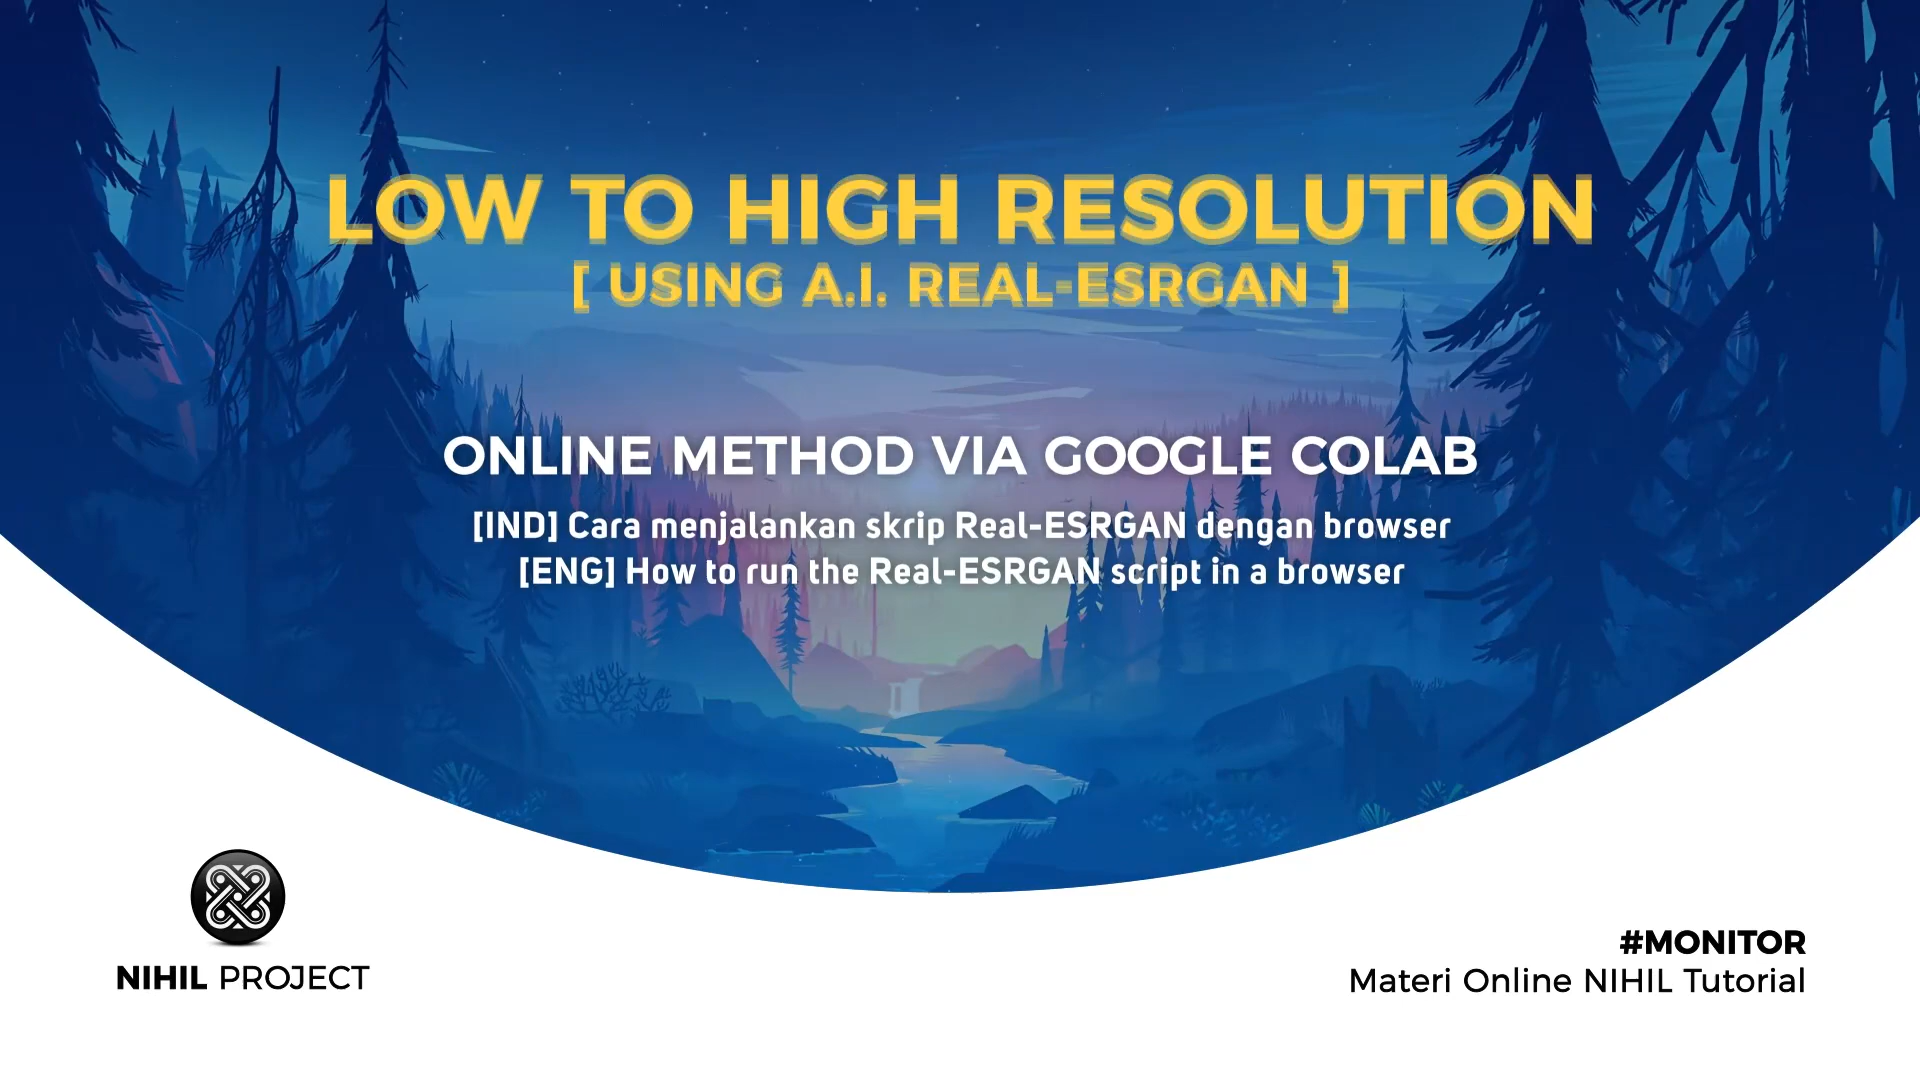 LOW TO HIGH RESOLUTION
[ USING A.I. REAL-ESRGAN ]
ONLINE METHOD VIA GOOGLE COLAB
[IND] Cara menjalankan skrip Real-ESRGAN dengan browser
[ENG] How to run the Real-ESRGAN script in a browser
NIHIL PROJECT
#MONITOR
Materi Online NIHIL Tutorial